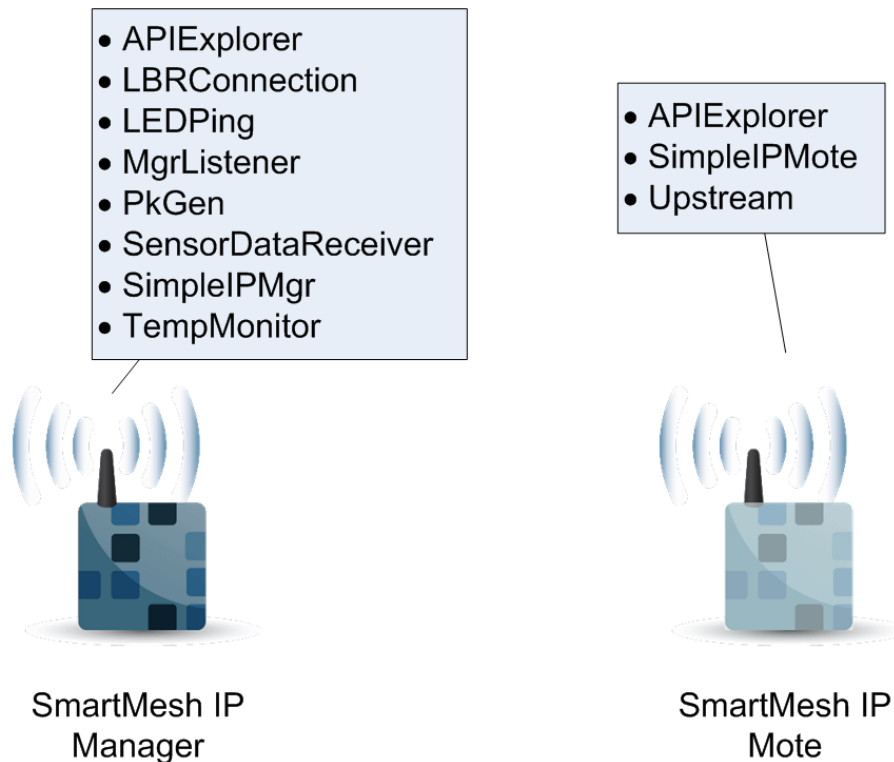 • APIExplorer
• LBRConnection
• LEDPing
• MgrListener
• PkGen
• SensorDataReceiver
• SimpleIPMgr
• TempMonitor
• APIExplorer
• SimpleIPMote
• Upstream
SmartMesh IP
Manager
SmartMesh IP
Mote